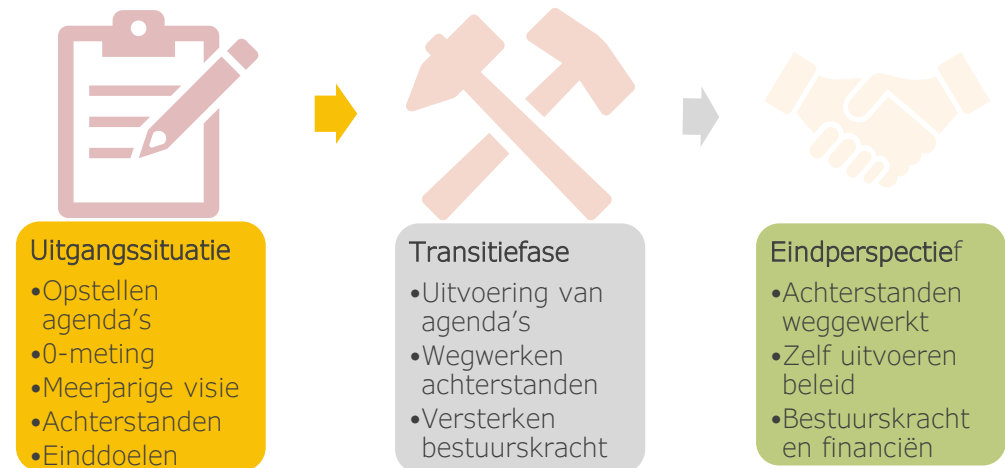 Uitgangssituatie
•Opstellen
agenda's
•0-meting
•Meerjarige visie
•Achterstanden
•Einddoelen
Transitiefase
•Uitvoering van
agenda's
•Wegwerken
achterstanden
•Versterken
bestuurskracht
Eindperspectief
•Achterstanden
weggewerkt
•Zelf uitvoeren
beleid
•Bestuurskracht
en financiën